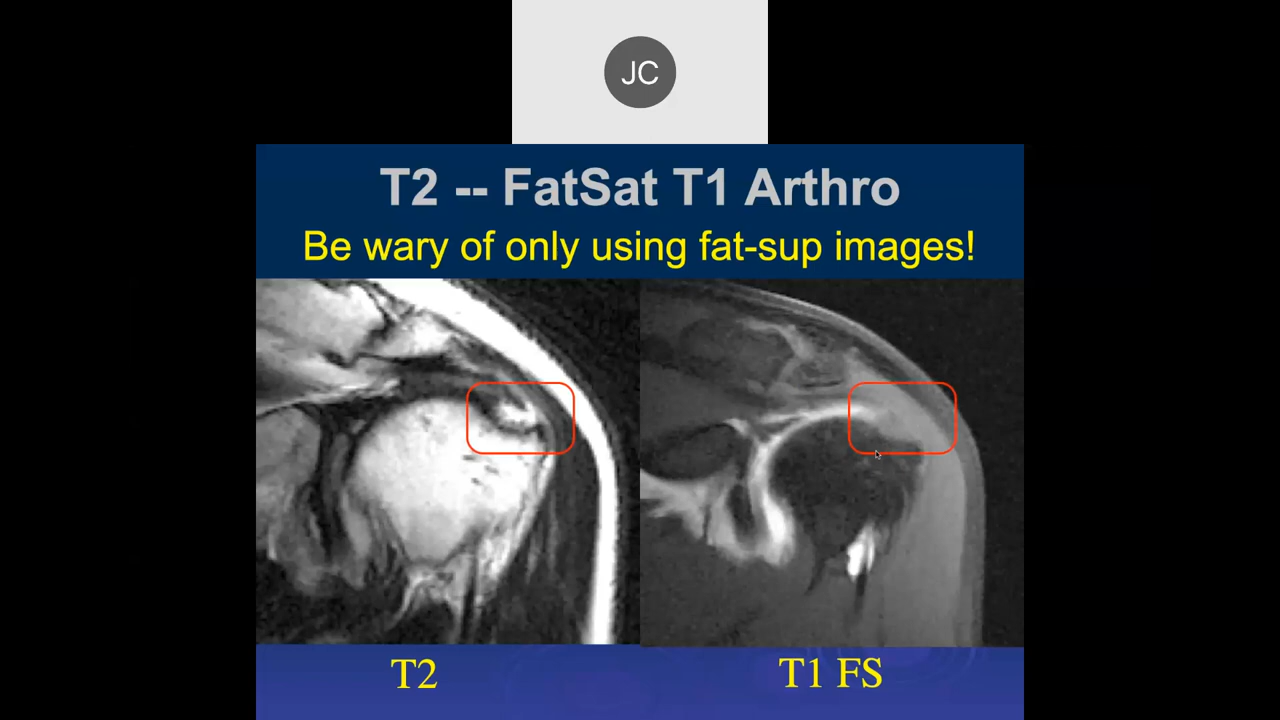 JC
T2 -- FatSat T1 Arthro
Be wary of only using fat-sup images!
T2
T1 FS